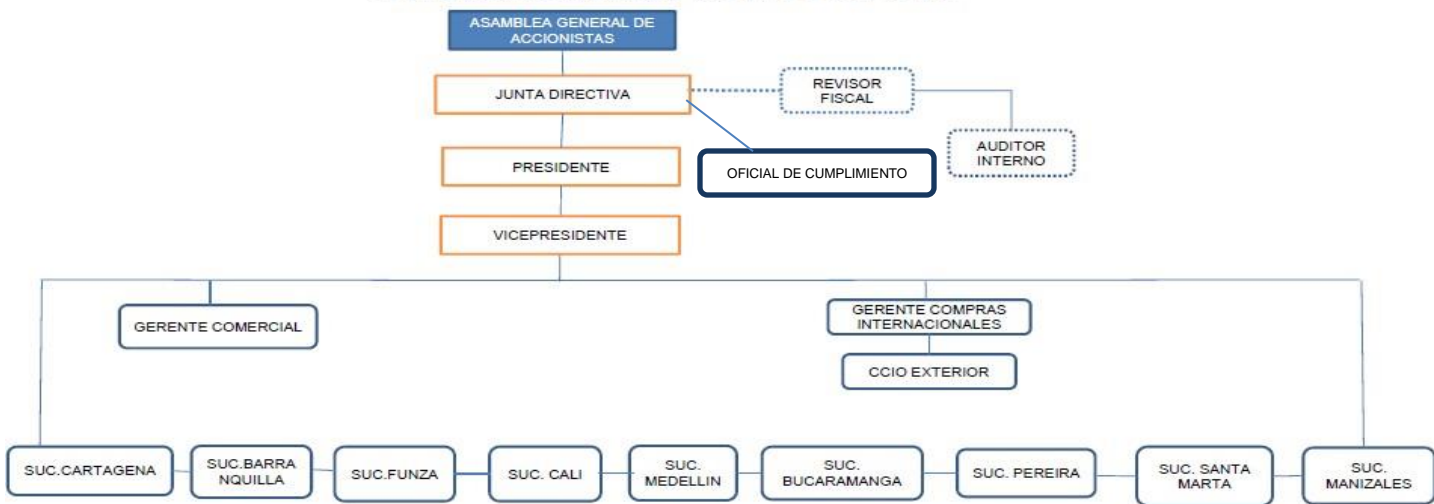 ASAMBLEA GENERAL DE
ACCIONISTAS
JUNTA DIRECTIVA
REVISOR
FISCAL
AUDITOR
INTERNO
PRESIDENTE
OFICIAL DE CUMPLIMIENTO
VICEPRESIDENTE
GERENTE COMERCIAL
GERENTE COMPRAS
INTERNACIONALES
CCIO EXTERIOR
SUC.CARTAGENA
SUC.BARRA
NQUILLA
SUC.FUNZA
SUC. CALI
SUC.
MEDELLIN
SUC.
BUCARAMANGA
SUC. PEREIRA
SUC. SANTA
MARTA
SUC.
MANIZALES